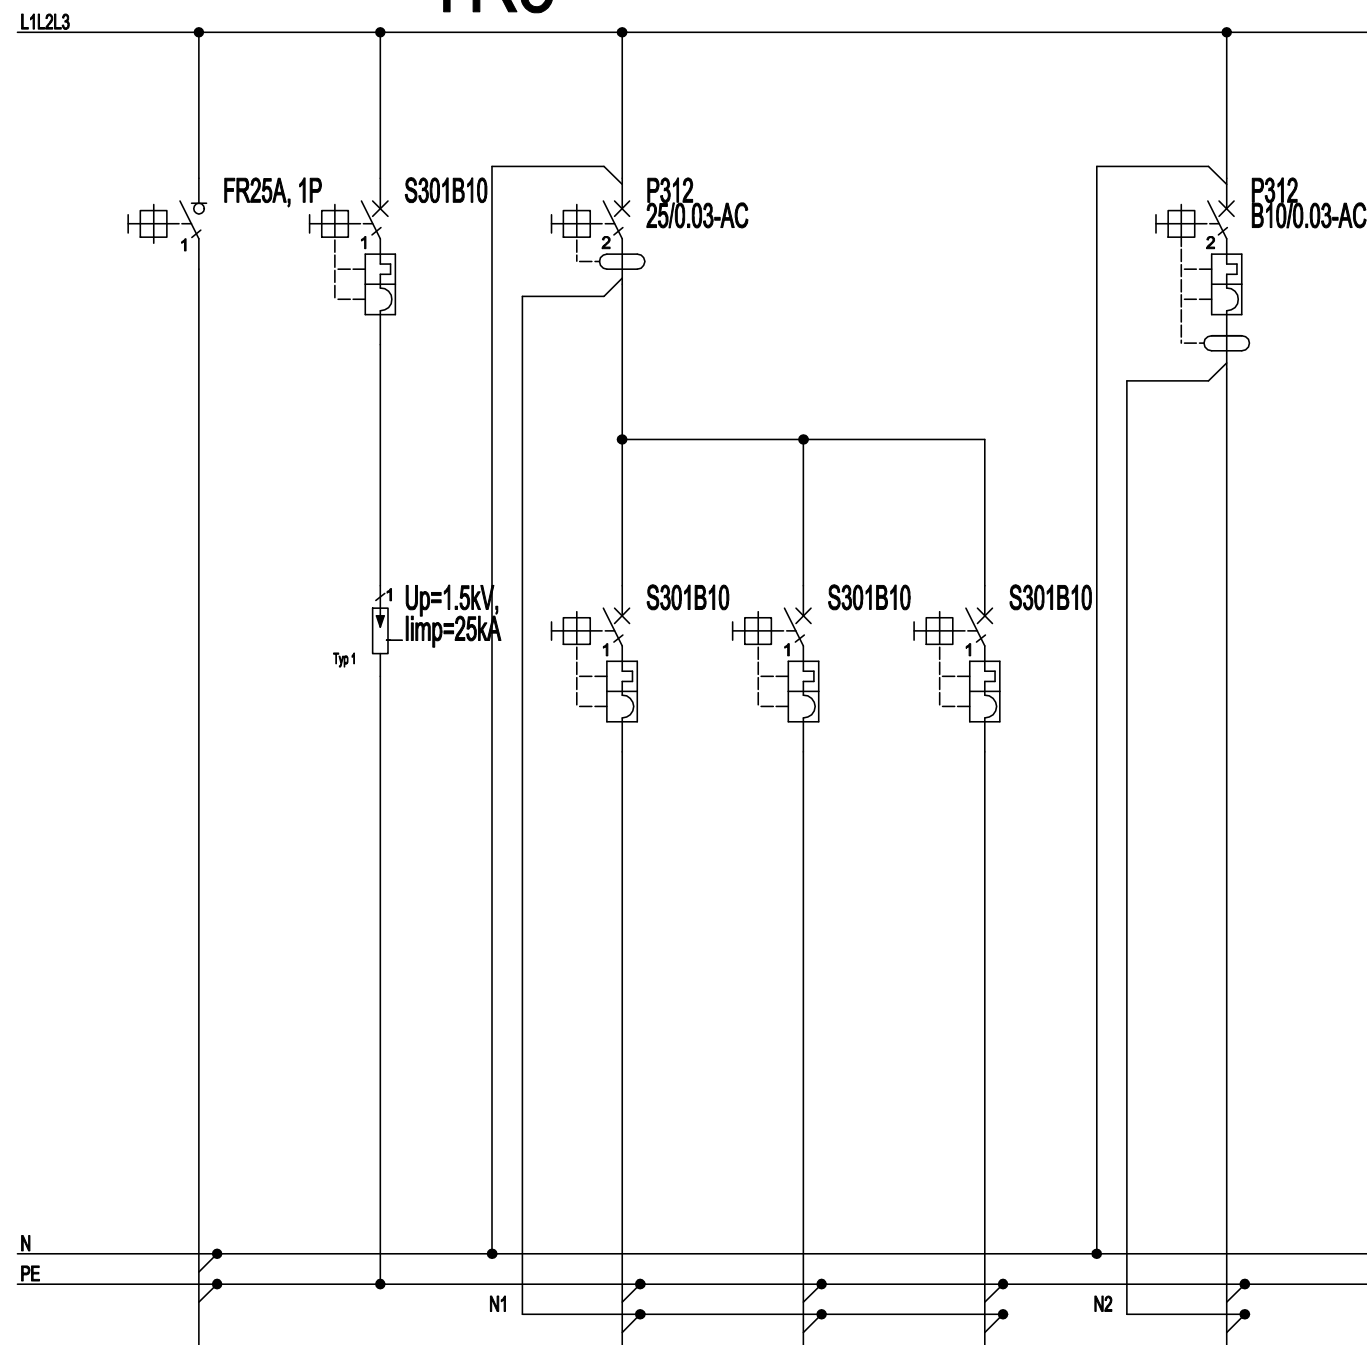 L1L2L3
FR25A, 1P
S301B10
P312
25/0.03-AC
P312
B10/0.03-AC
1
1
2
2
1
Up=1.5kV,
Iimp=25kA
Typ 1
S301B10
S301B10
S301B10
1
1
1
N
PE
N1
N2